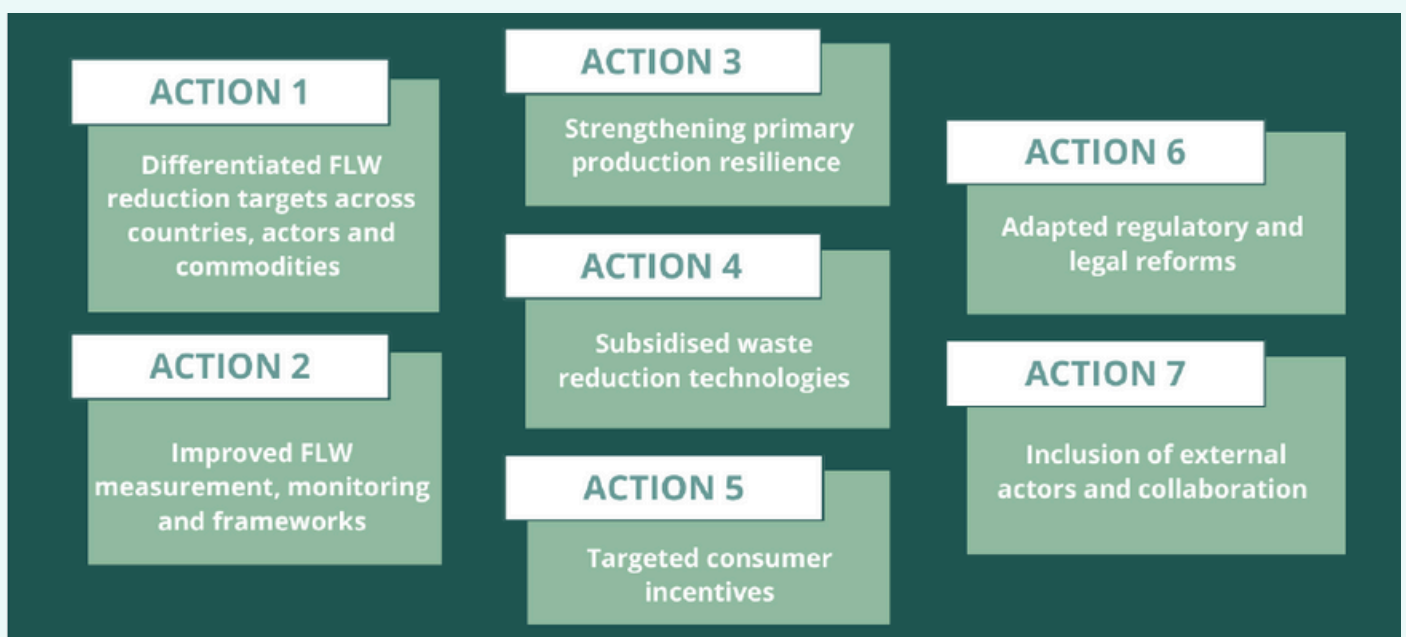 ACTION 1
Differentiated FLW
reduction targets across
countries, actors and
commodities
ACTION 2
Improved FLW
measurement, monitoring
and frameworks
ACTION 3
Strengthening primary
production resilience
ACTION 4
Subsidised waste
reduction technologies
ACTION 5
Targeted consumer
incentives
ACTION 6
Adapted regulatory and
legal reforms
ACTION 7
Inclusion of external
actors and collaboration